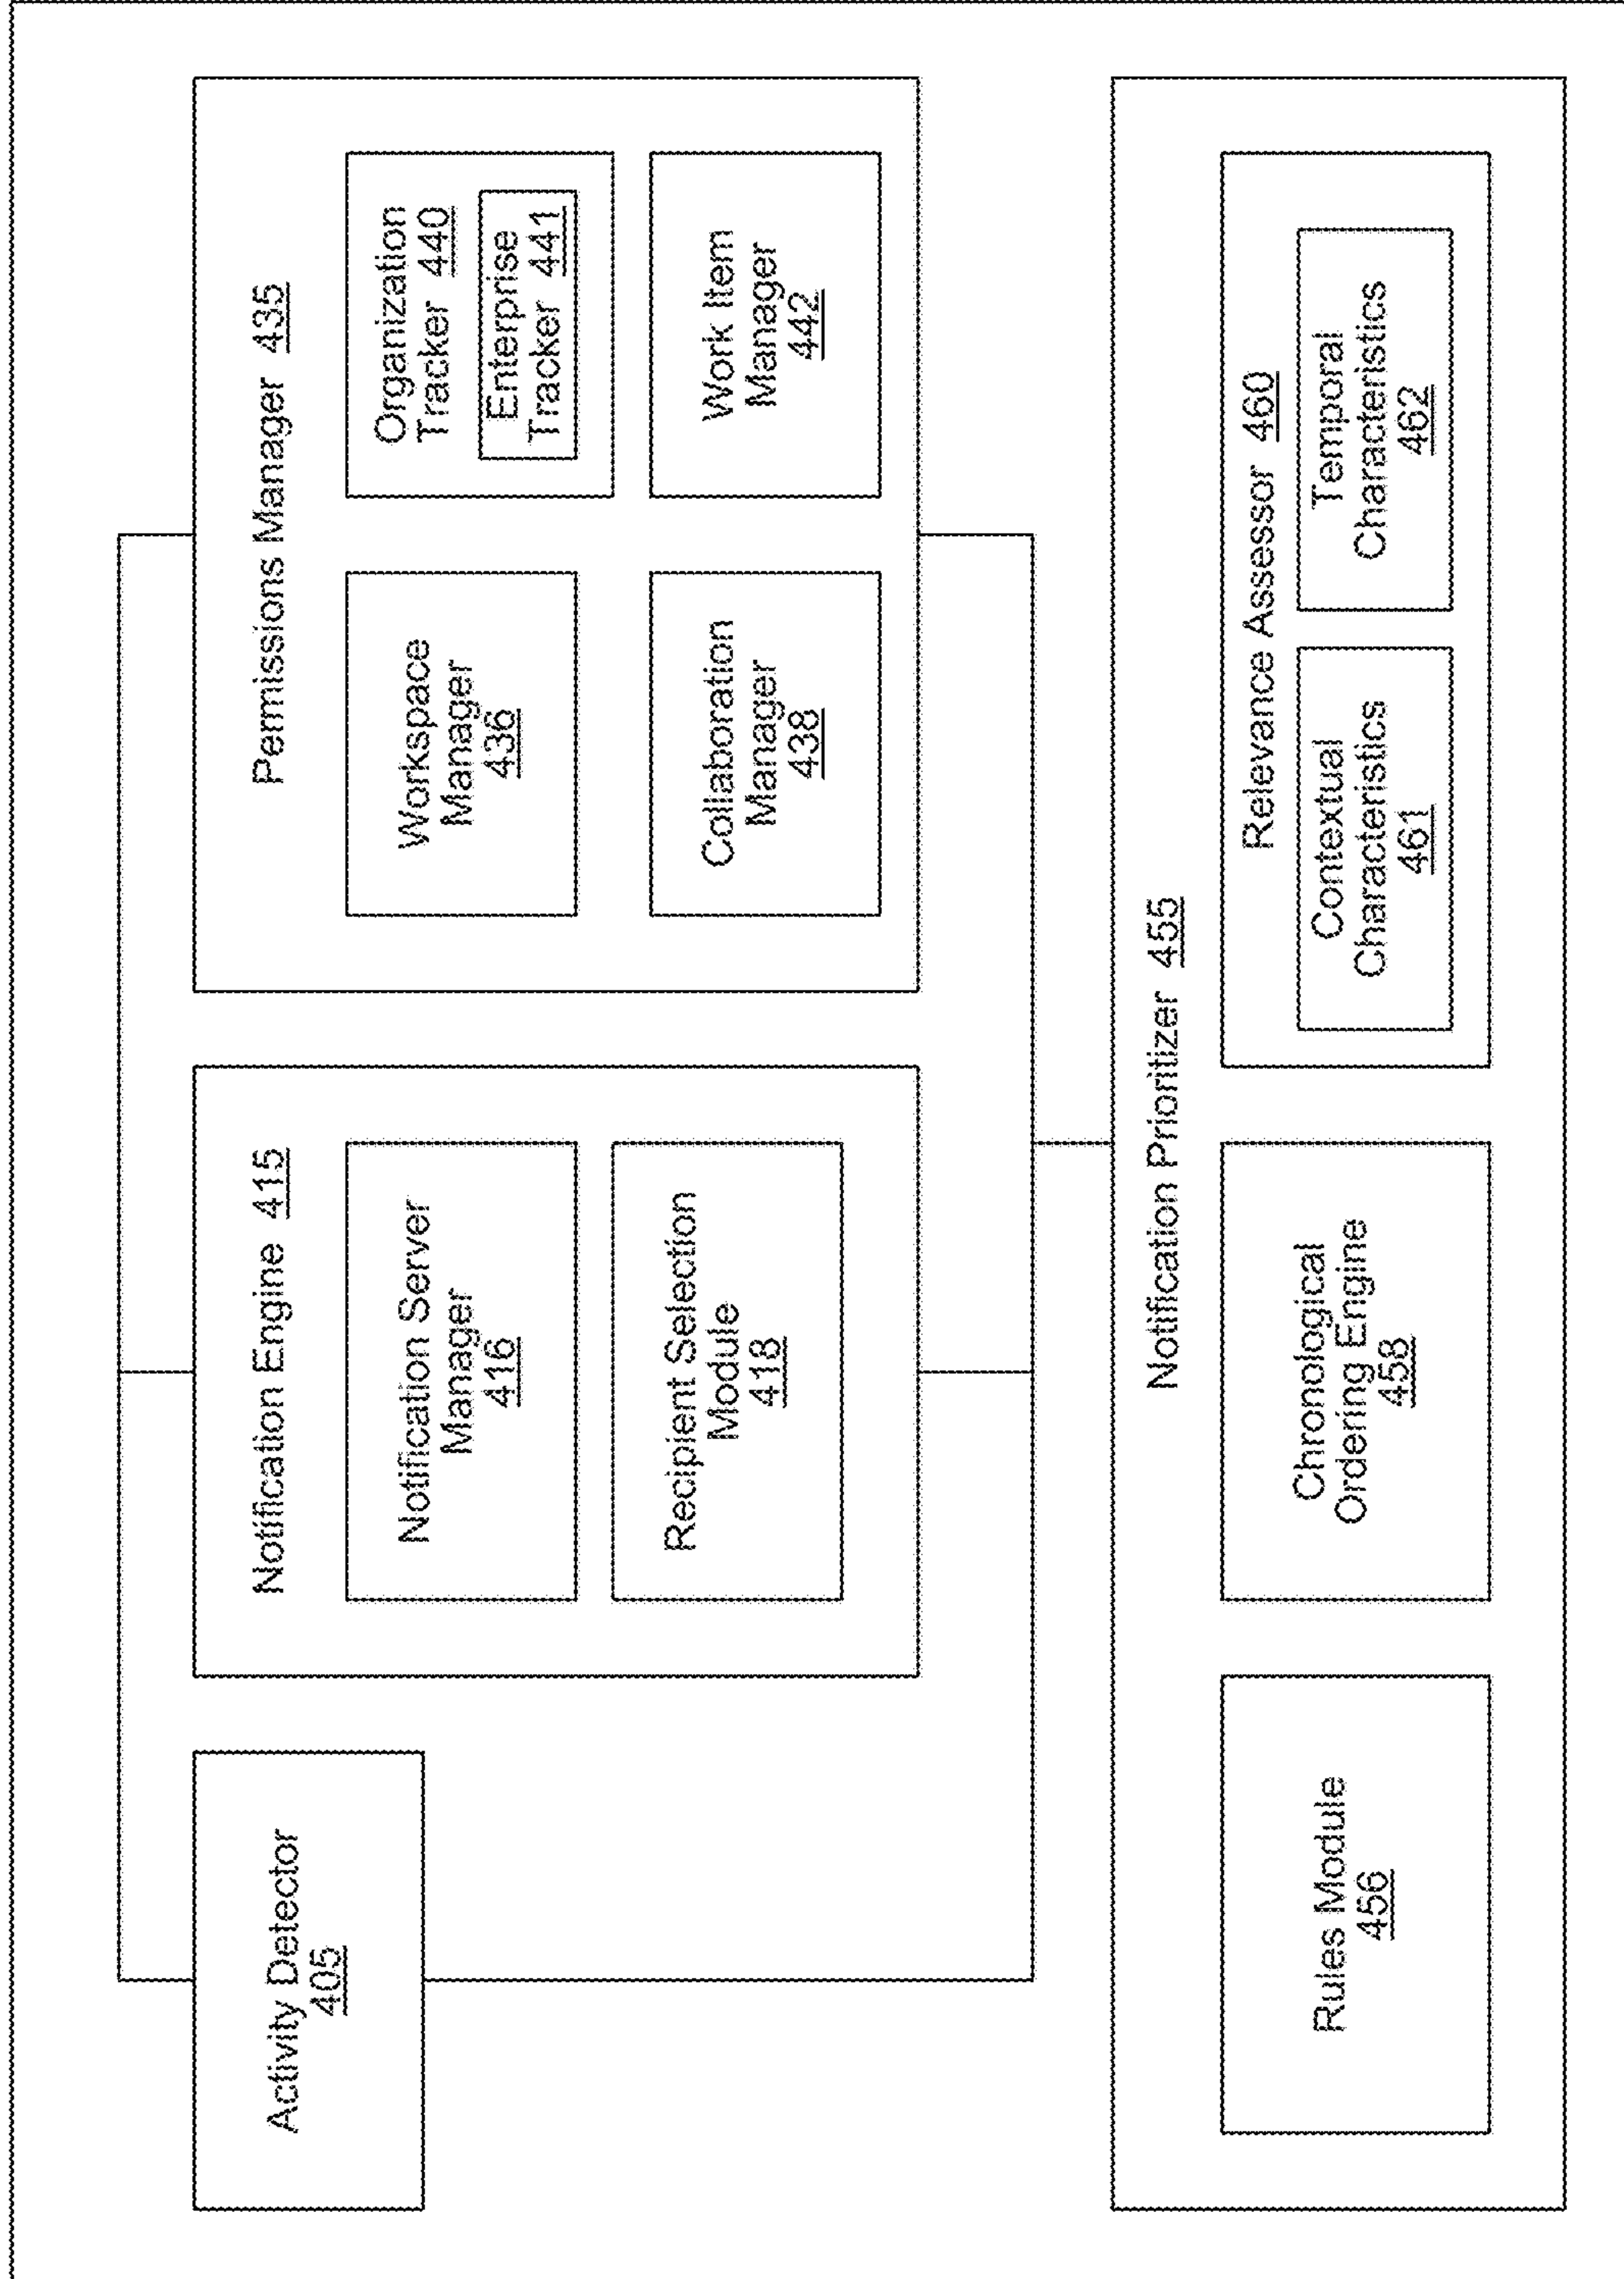 Activity Detector
405
Notification Engine 415
Notification Server
Manager
416
Recipient Selection
Module
418
Permissions Manager 435
Workspace
Manager
436
Organization
Tracker 440
Enterprise
Tracker 441
Collaboration
Manager
438
Work Item
Manager
442
Notification Prioritizer 455
Rules Module
456
Chronological
Ordering Engine
458
Relevance Assessor 460
Contextual
Characteristics
461
Temporal
Characteristics
462